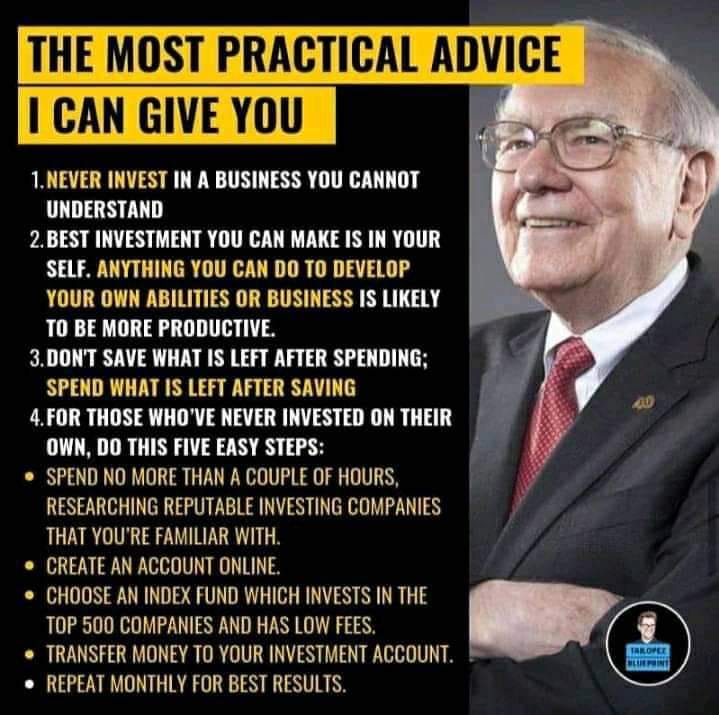 THE MOST PRACTICAL ADVICE
I CAN GIVE YOU
1.NEVER INVEST IN A BUSINESS YOU CANNOT
UNDERSTAND
2.BEST INVESTMENT YOU CAN MAKE IS IN YOUR
SELF. ANYTHING YOU CAN DO TO DEVELOP
YOUR OWN ABILITIES OR BUSINESS IS LIKELY
TO BE MORE PRODUCTIVE.
3.DON'T SAVE WHAT IS LEFT AFTER SPENDING;
SPEND WHAT IS LEFT AFTER SAVING
4.FOR THOSE WHO'VE NEVER INVESTED ON THEIR
OWN, DO THIS FIVE EASY STEPS:
• SPEND NO MORE THAN A COUPLE OF HOURS,
RESEARCHING REPUTABLE INVESTING COMPANIES
THAT YOU'RE FAMILIAR WITH.
• CREATE AN ACCOUNT ONLINE.
• CHOOSE AN INDEX FUND WHICH INVESTS IN THE
TOP 500 COMPANIES AND HAS LOW FEES.
• TRANSFER MONEY TO YOUR INVESTMENT ACCOUNT.
• REPEAT MONTHLY FOR BEST RESULTS.
TAILOPEZ
BLUEPRINT